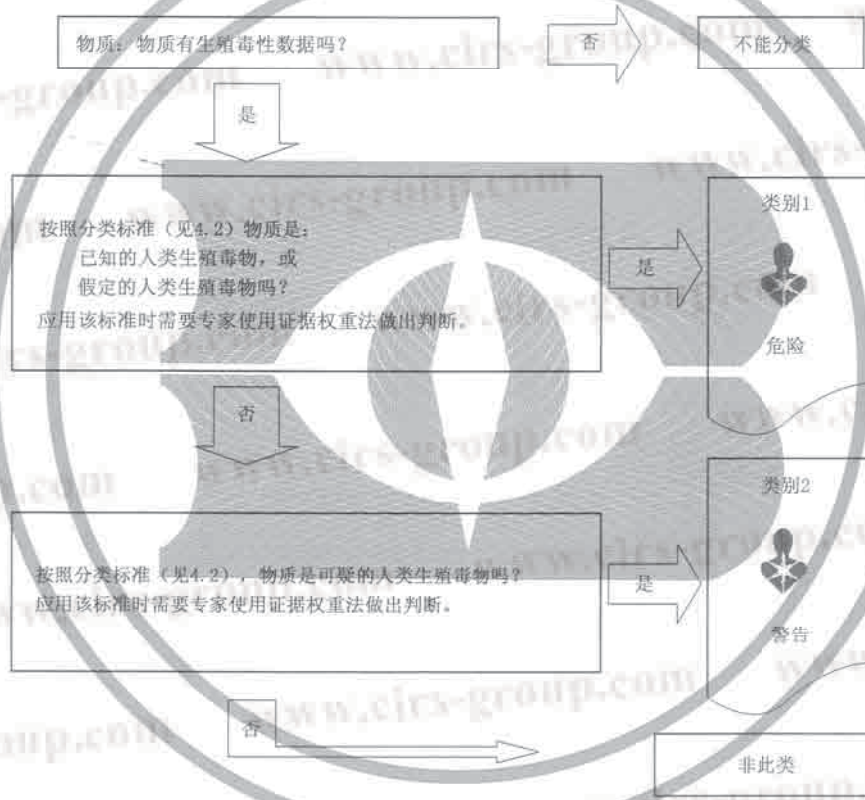 物质：物质有生殖毒性数据吗？
否
不能分类
是
按照分类标准（见4.2）物质是：
已知的人类生殖毒物，或
假定的人类生殖毒物吗？
应用该标准时需要专家使用证据权重法做出判断。
是
类别1
危险
否
按照分类标准（见4.2），物质是可疑的人类生殖毒物吗？
应用该标准时需要专家使用证据权重法做出判断。
是
类别2
警告
否
非此类
www.cirs-group.com